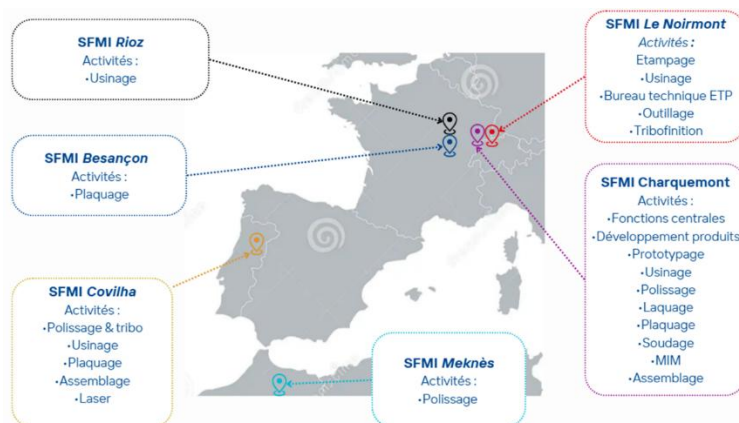 SFMI Rioz
Activités :
•Usinage
SFMI Besançon
Activités :
•Plaquage
SFMI Covilha
Activités :
•Polissage & tribo
•Usinage
•Plaquage
•Assemblage
•Laser
SFMI Meknès
Activités :
•Polissage
SFMI Le Noirmont
Activités :
Etampage
•Usinage
•Bureau technique ETP
•Outillage
•Tribofinition
SFMI Charquemont
Activités :
•Fonctions centrales
•Développement produits
•Prototypage
•Usinage
•Polissage
•Laquage
•Plaquage
•Soudage
•MIM
•Assemblage